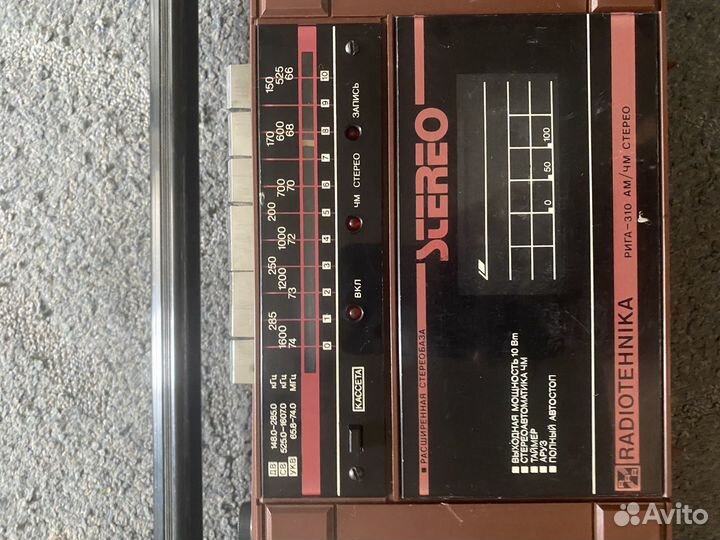 ДВ 148.0-285.0 кГц 285 250 200 170 150
СВ 525.0-1607.0 кГц 1600 1200 1000 700 600 525
УКВ 65.8-74.0 МГц 74 73 72 70 68 66
0 1 2 3 4 5 6 7 8 9 10
КАССЕТА ВКЛ ЧМ СТЕРЕО ЗАПИСЬ
РАСШИРЕННАЯ СТЕРЕОБАЗА STEREO
0 50 100
ВЫХОДНАЯ МОЩНОСТЬ 10 Вт
СТЕРЕОАВТОМАТИКА ЧМ
ТАЙМЕР
АРУЗ
ПОЛНЫЙ АВТОСТОП
RADIOTEHNIKA РИГА-310 АМ/ЧМ СТЕРЕО
Avito